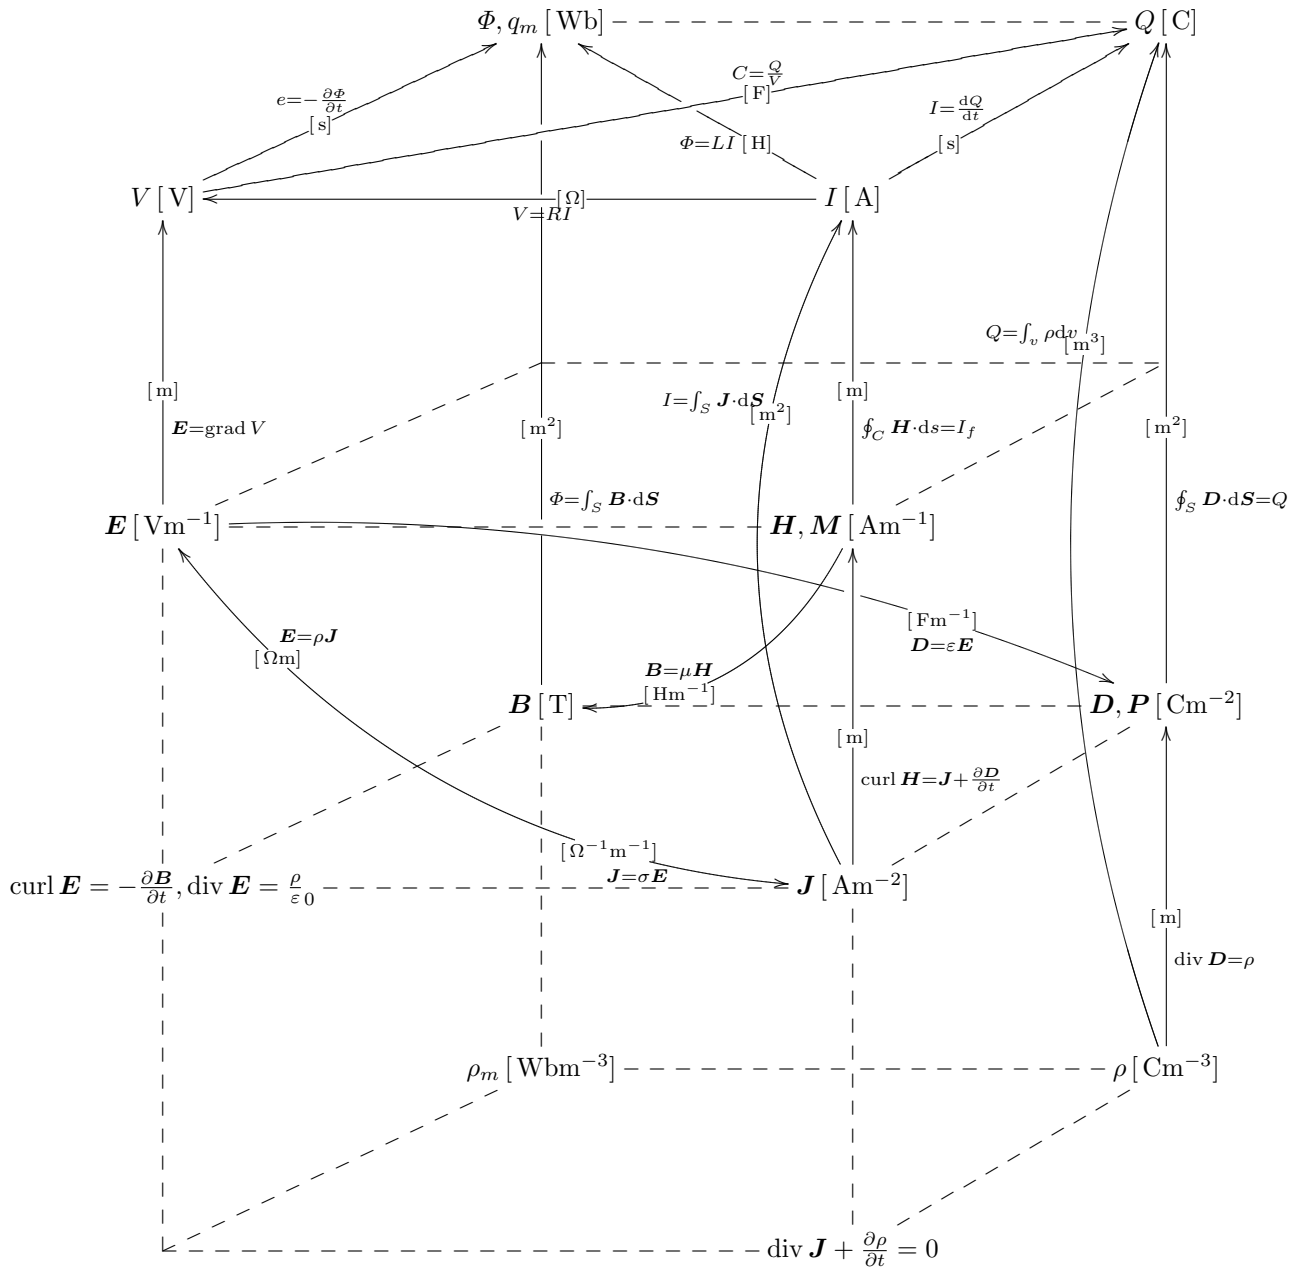 Φ, q_m [Wb]
Q [C]
C=Q/V
[F]
e=−∂Φ/∂t
[s]
I=dQ/dt
[s]
Φ=LI [H]
V [V]
[Ω]
V=RI
I [A]
Q=∫_v ρdv
[m³]
[m]
[m]
I=∫_S J·dS
[m²]
E=grad V
[m²]
∮_C H·ds=I_f
[m²]
Φ=∫_S B·dS
∮_S D·dS=Q
E [Vm⁻¹]
H, M [Am⁻¹]
[Fm⁻¹]
D=εE
E=ρJ
[Ωm]
B=μH
[Hm⁻¹]
B [T]
D, P [Cm⁻²]
[m]
curl H=J+∂D/∂t
[Ω⁻¹m⁻¹]
J=σE
curl E = −∂B/∂t, div E = ρ/ε₀
J [Am⁻²]
[m]
div D=ρ
ρ_m [Wbm⁻³]
ρ [Cm⁻³]
div J + ∂ρ/∂t = 0